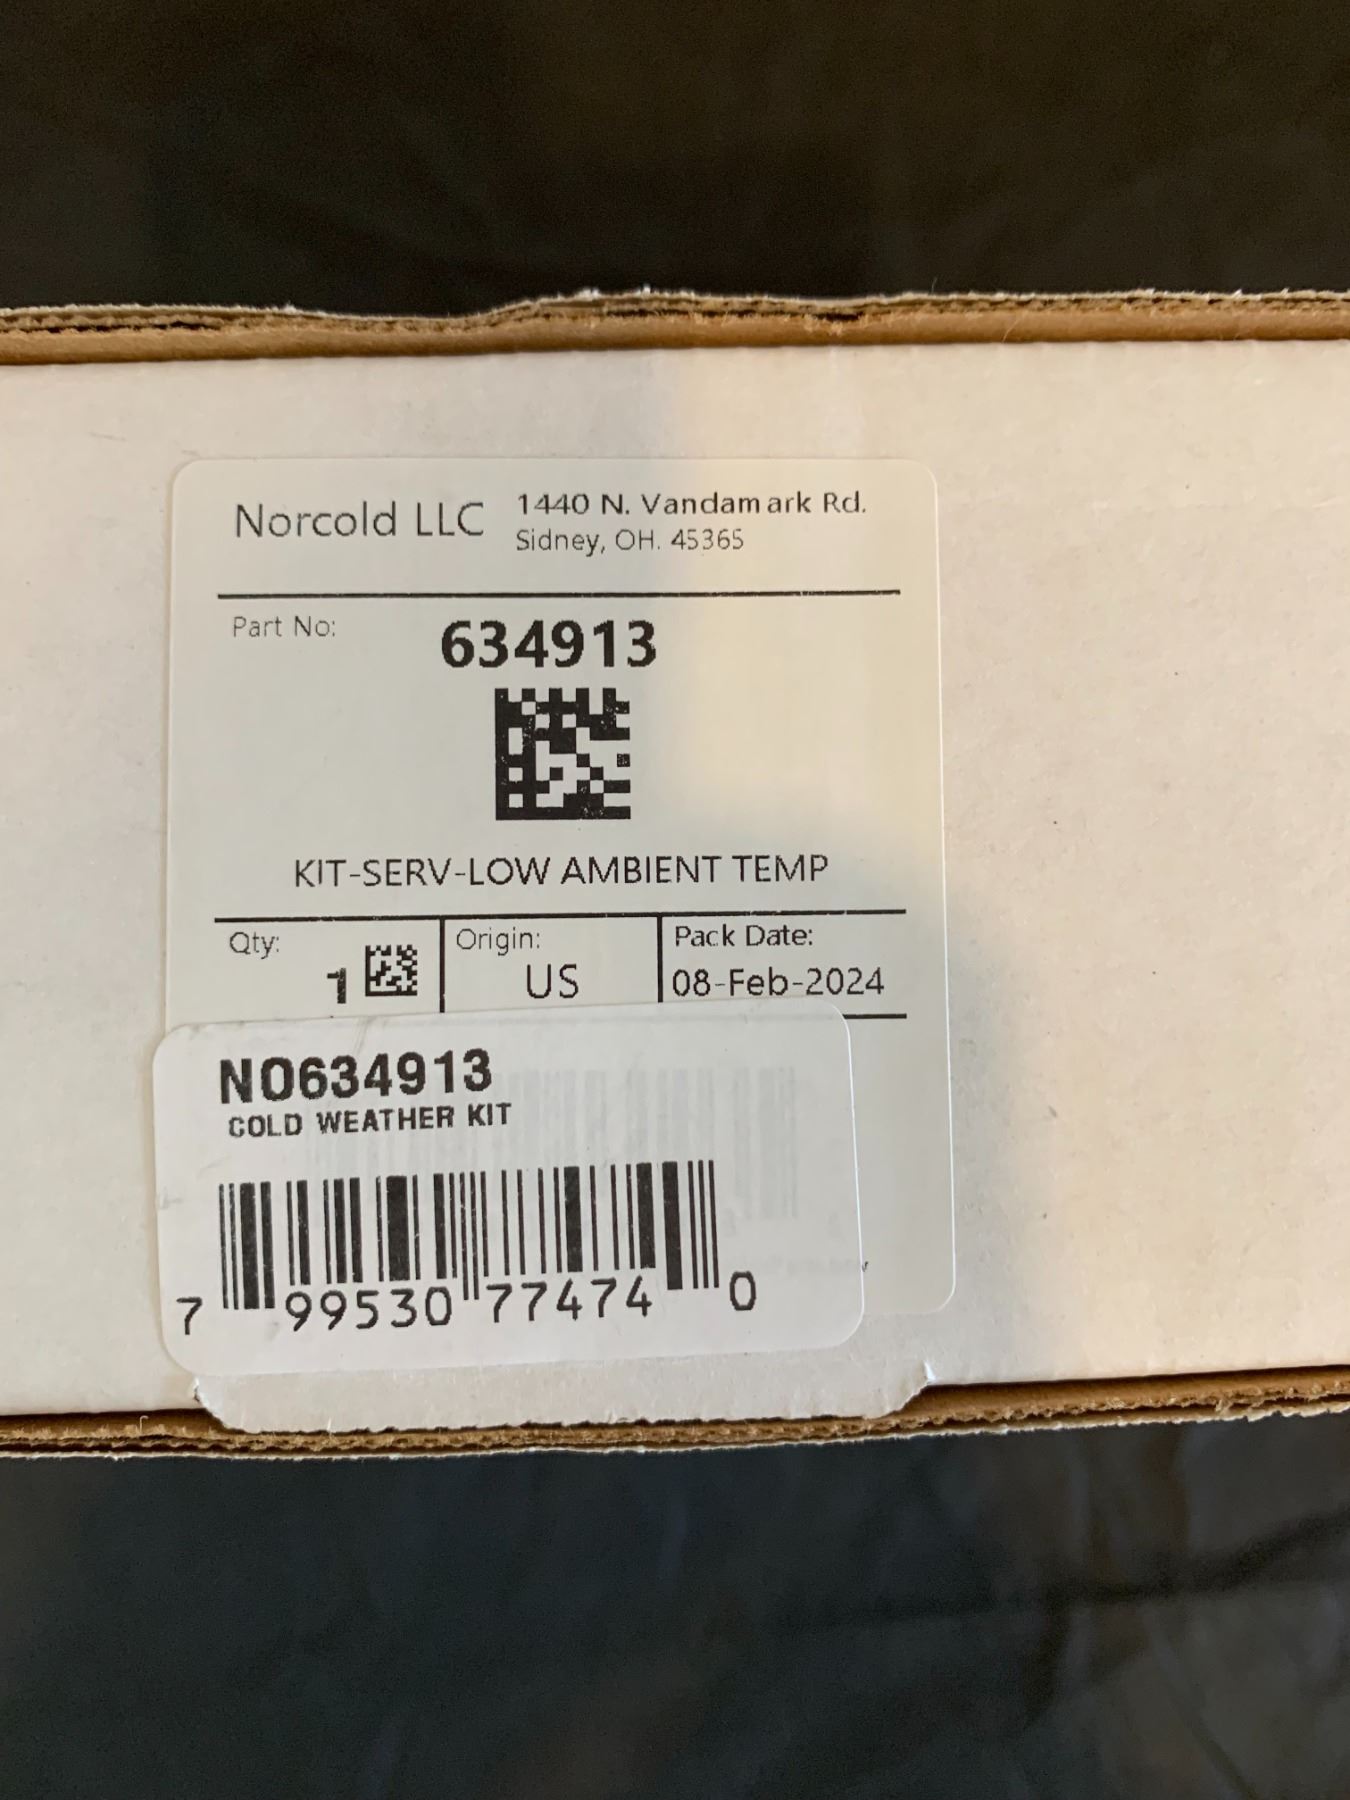 Norcold LLC
1440 N. Vandamark Rd.
Sidney, OH. 45365
Part No:
634913
KIT-SERV-LOW AMBIENT TEMP
Qty:
1
Origin:
US
Pack Date:
08-Feb-2024
NO634913
COLD WEATHER KIT
7 99530 77474 0